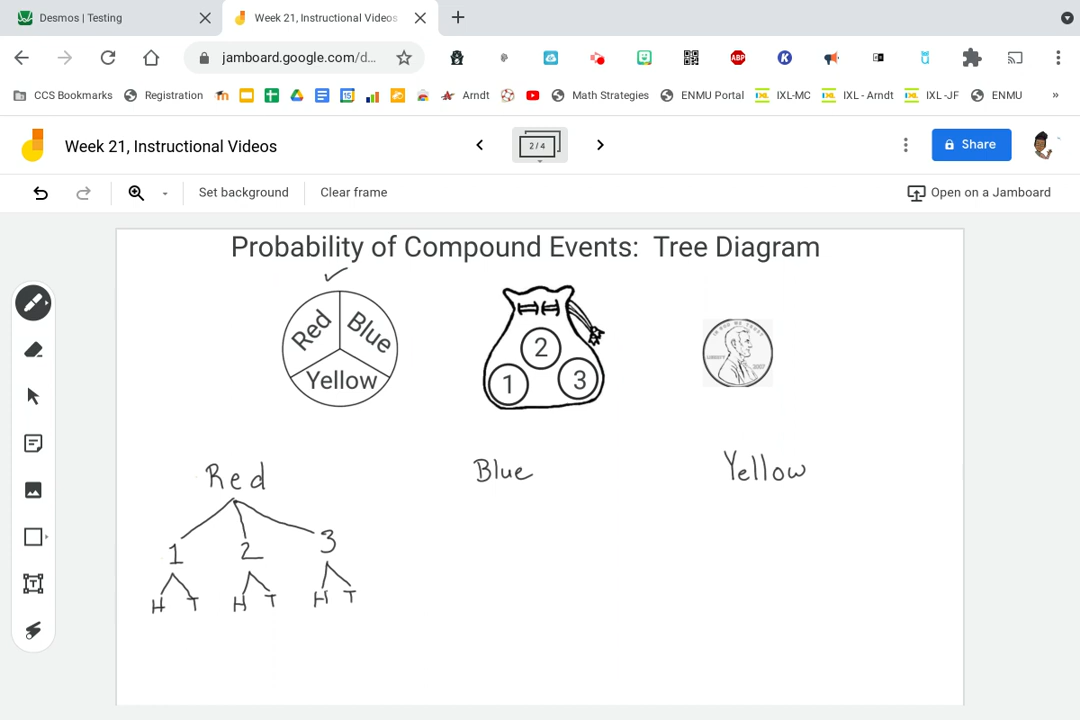 Desmos | Testing
Week 21, Instructional Videos
jamboard.google.com/d...
ABP
K
CCS Bookmarks
Registration
Arndt
Math Strategies
ENMU Portal
IXL-MC
IXL - Arndt
IXL -JF
ENMU
»
Week 21, Instructional Videos
2/4
Share
Set background
Clear frame
Open on a Jamboard
Probability of Compound Events: Tree Diagram
Red
Blue
Yellow
2
1
3
LIBERTY
Red
Blue
Yellow
1 2 3
H T H T H T